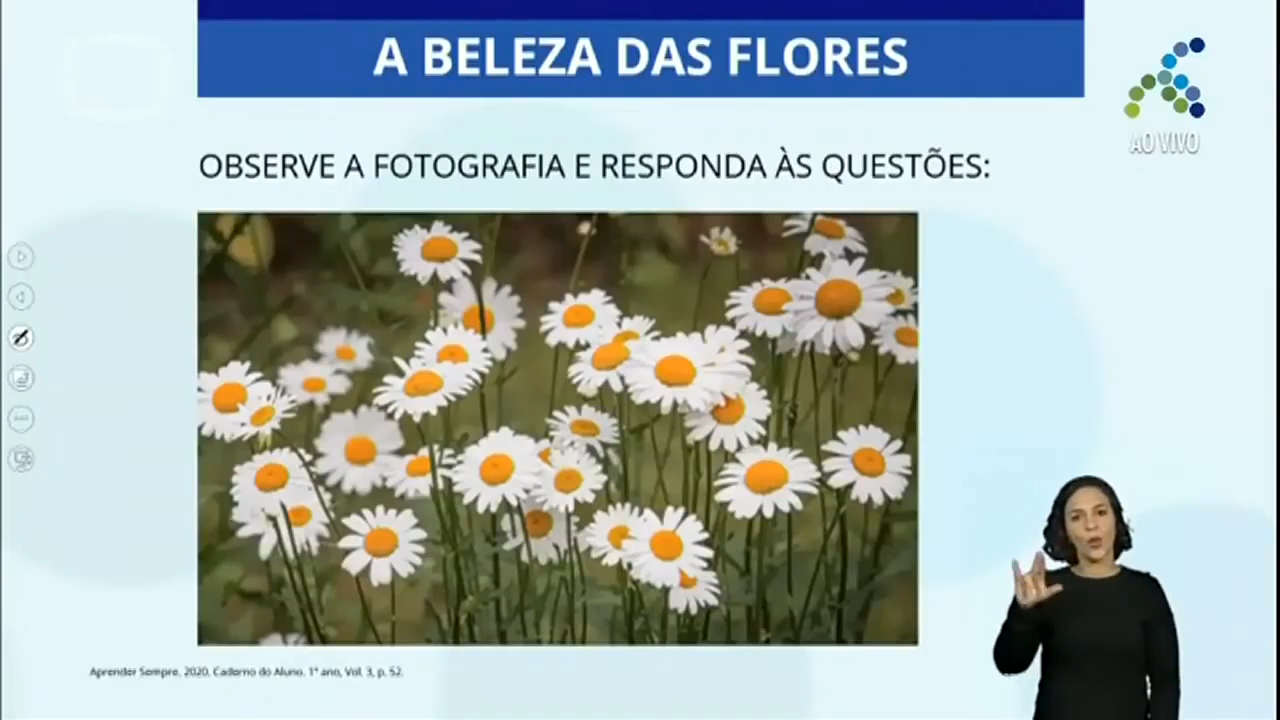 A BELEZA DAS FLORES
AO VIVO
OBSERVE A FOTOGRAFIA E RESPONDA ÀS QUESTÕES:
Aprender Sempre, 2020, Caderno do Aluno. 1º ano, Vol. 3, p. 52.